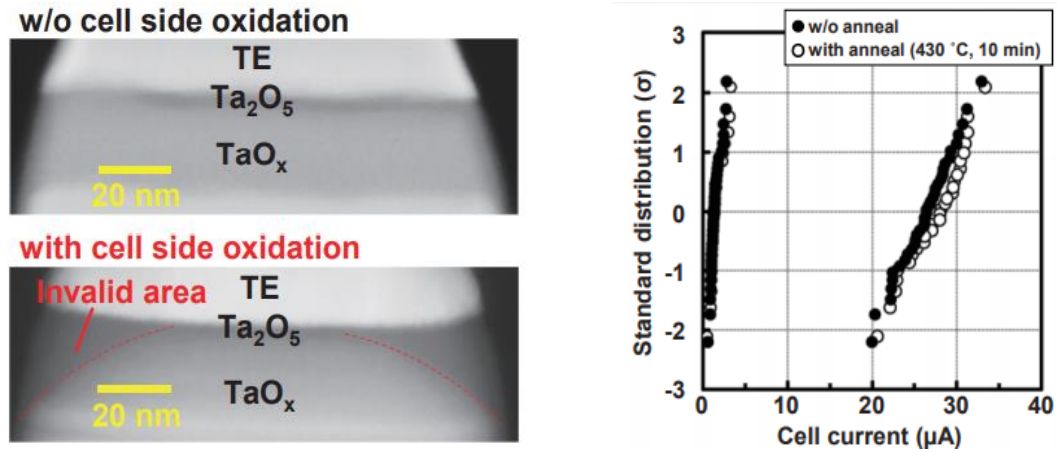 w/o cell side oxidation
TE
Ta₂O₅
TaOₓ
20 nm
with cell side oxidation
Invalid area
TE
Ta₂O₅
TaOₓ
20 nm
w/o anneal
with anneal (430 ˚C, 10 min)
Standard distribution (σ)
3
2
1
0
-1
-2
-3
0 10 20 30 40
Cell current (μA)